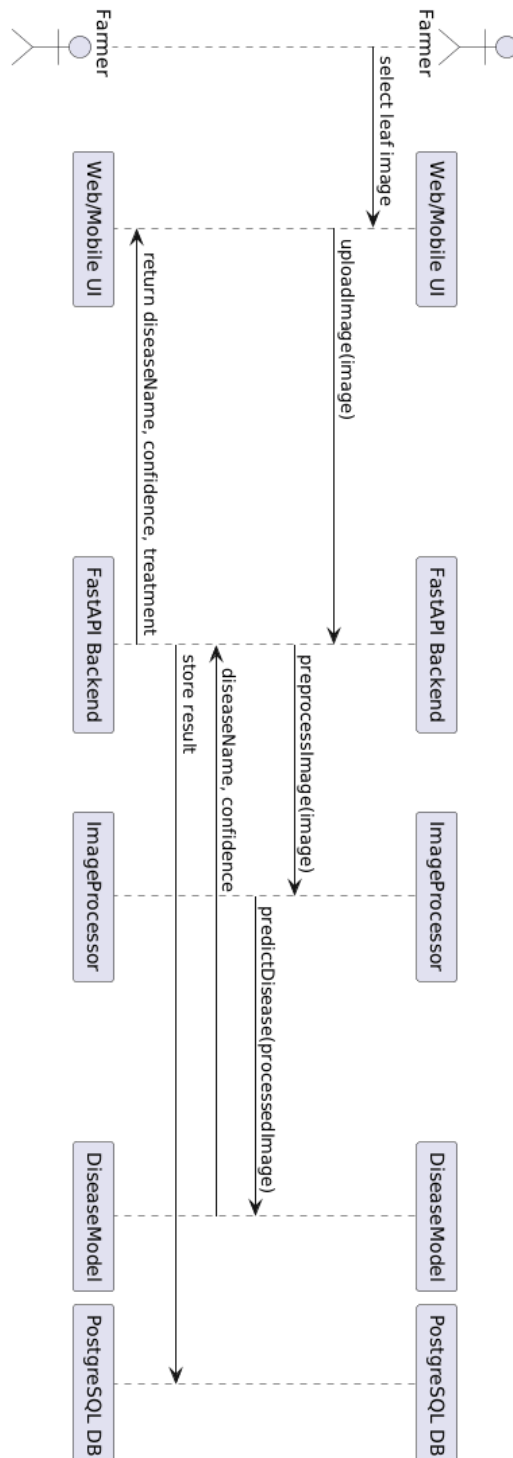 Farmer
Web/Mobile UI
FastAPI Backend
ImageProcessor
DiseaseModel
PostgreSQL DB
select leaf image
uploadImage(image)
preprocessImage(image)
predictDisease(processedImage)
diseaseName, confidence
store result
return diseaseName, confidence, treatment
Farmer
Web/Mobile UI
FastAPI Backend
ImageProcessor
DiseaseModel
PostgreSQL DB